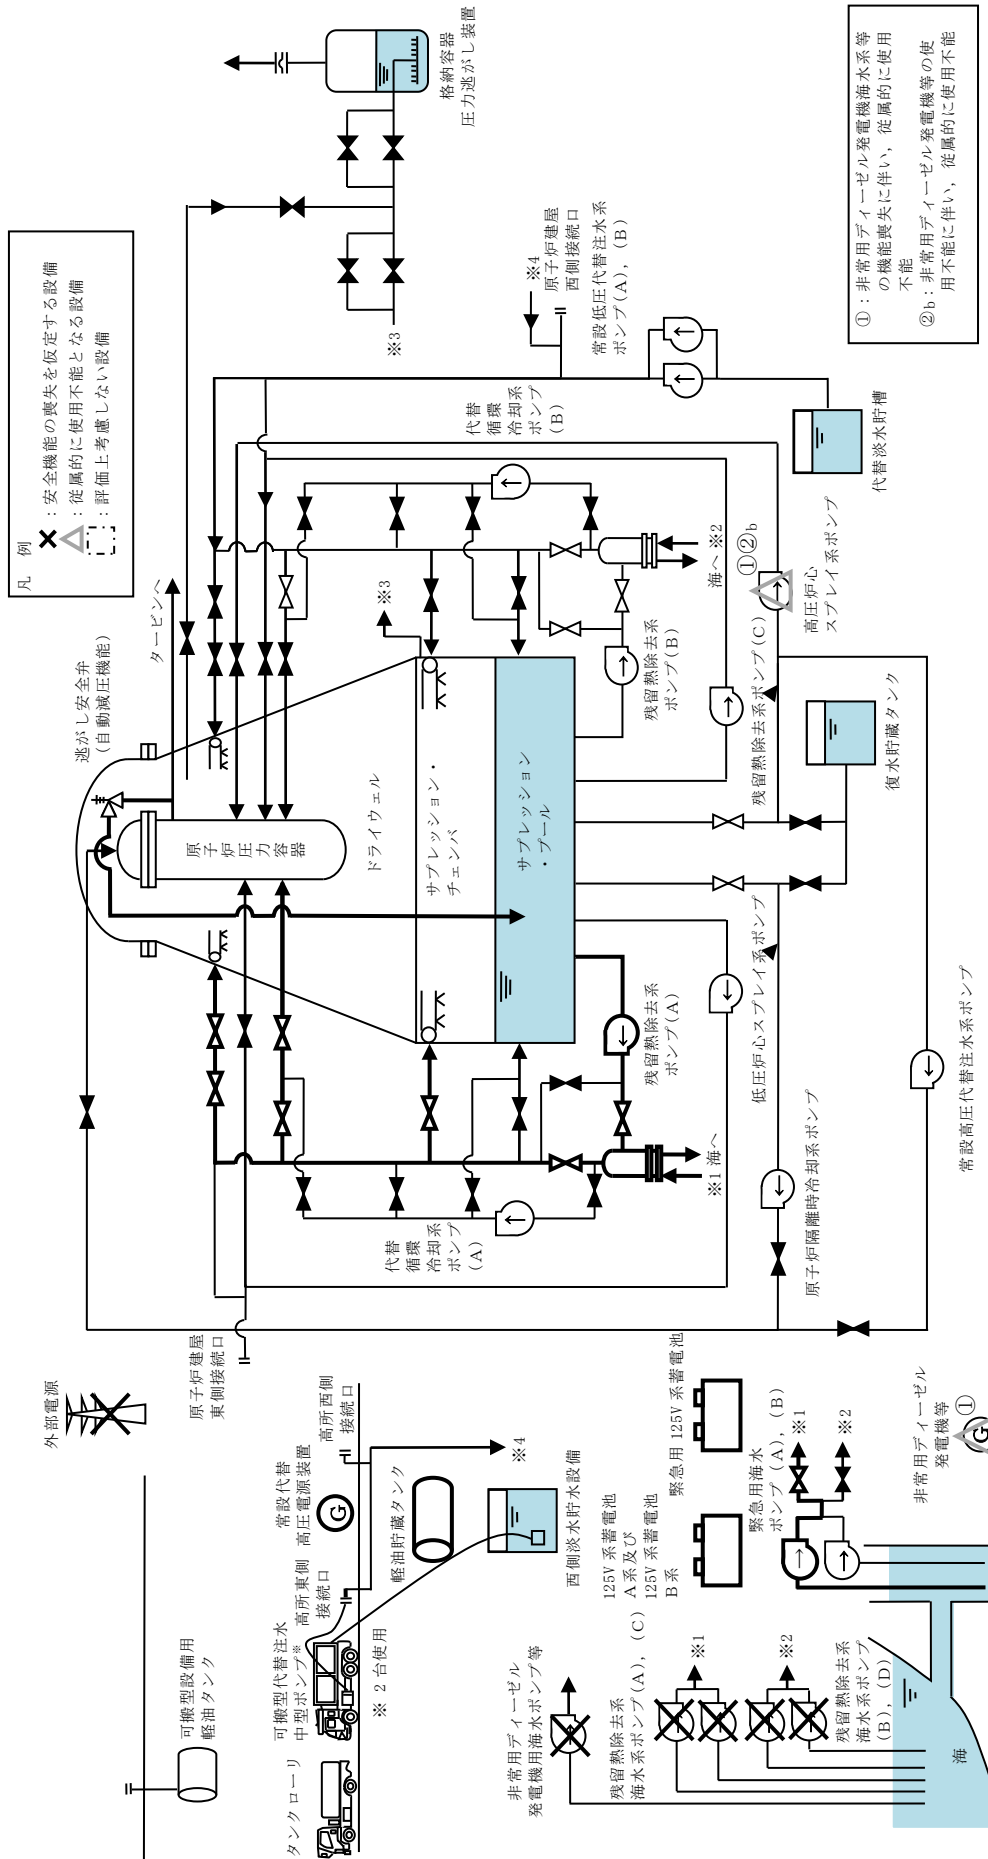 凡　例
：安全機能の喪失を仮定する設備
：従属的に使用不能となる設備
：評価上考慮しない設備
格納容器
圧力逃がし装置
※3
タービンへ
逃がし安全弁
(自動減圧機能)
原子炉圧力容器
ドライウェル
サプレッション・
チェンバ
サプレッション
・プール
※3
※4
原子炉建屋
西側接続口
常設低圧代替注水系
ポンプ(A)，(B)
代替
循環
冷却系
ポンプ
(B)
代替淡水貯槽
海へ ※2
残留熱除去系
ポンプ(B)
残留熱除去系ポンプ(C)
①②b
高圧炉心
スプレイ系ポンプ
復水貯蔵タンク
①：非常用ディーゼル発電機海水系等
の機能喪失に伴い，従属的に使用
不能
②b：非常用ディーゼル発電機等の使
用不能に伴い，従属的に使用不能
残留熱除去系
ポンプ(A)
※1 海へ
低圧炉心スプレイ系ポンプ
原子炉隔離時冷却系ポンプ
常設高圧代替注水系ポンプ
代替
循環
冷却系
ポンプ
(A)
原子炉建屋
東側接続口
外部電源
可搬型設備用
軽油タンク
タンクローリ
可搬型代替注水
中型ポンプ※
高所東側
接続口
※ 2台使用
常設代替
高圧電源装置
G
高所西側
接続口
※4
軽油貯蔵タンク
西側淡水貯水設備
125V系蓄電池
A系及び
125V系蓄電池
B系
緊急用125V系蓄電池
緊急用海水
ポンプ(A)，(B)
※1
※2
非常用ディーゼル
発電機等
①
G
非常用ディーゼル
発電機用海水ポンプ等
残留熱除去系
海水系ポンプ(A)，(C)
※1
※2
残留熱除去系
海水系ポンプ
(B)，(D)
海